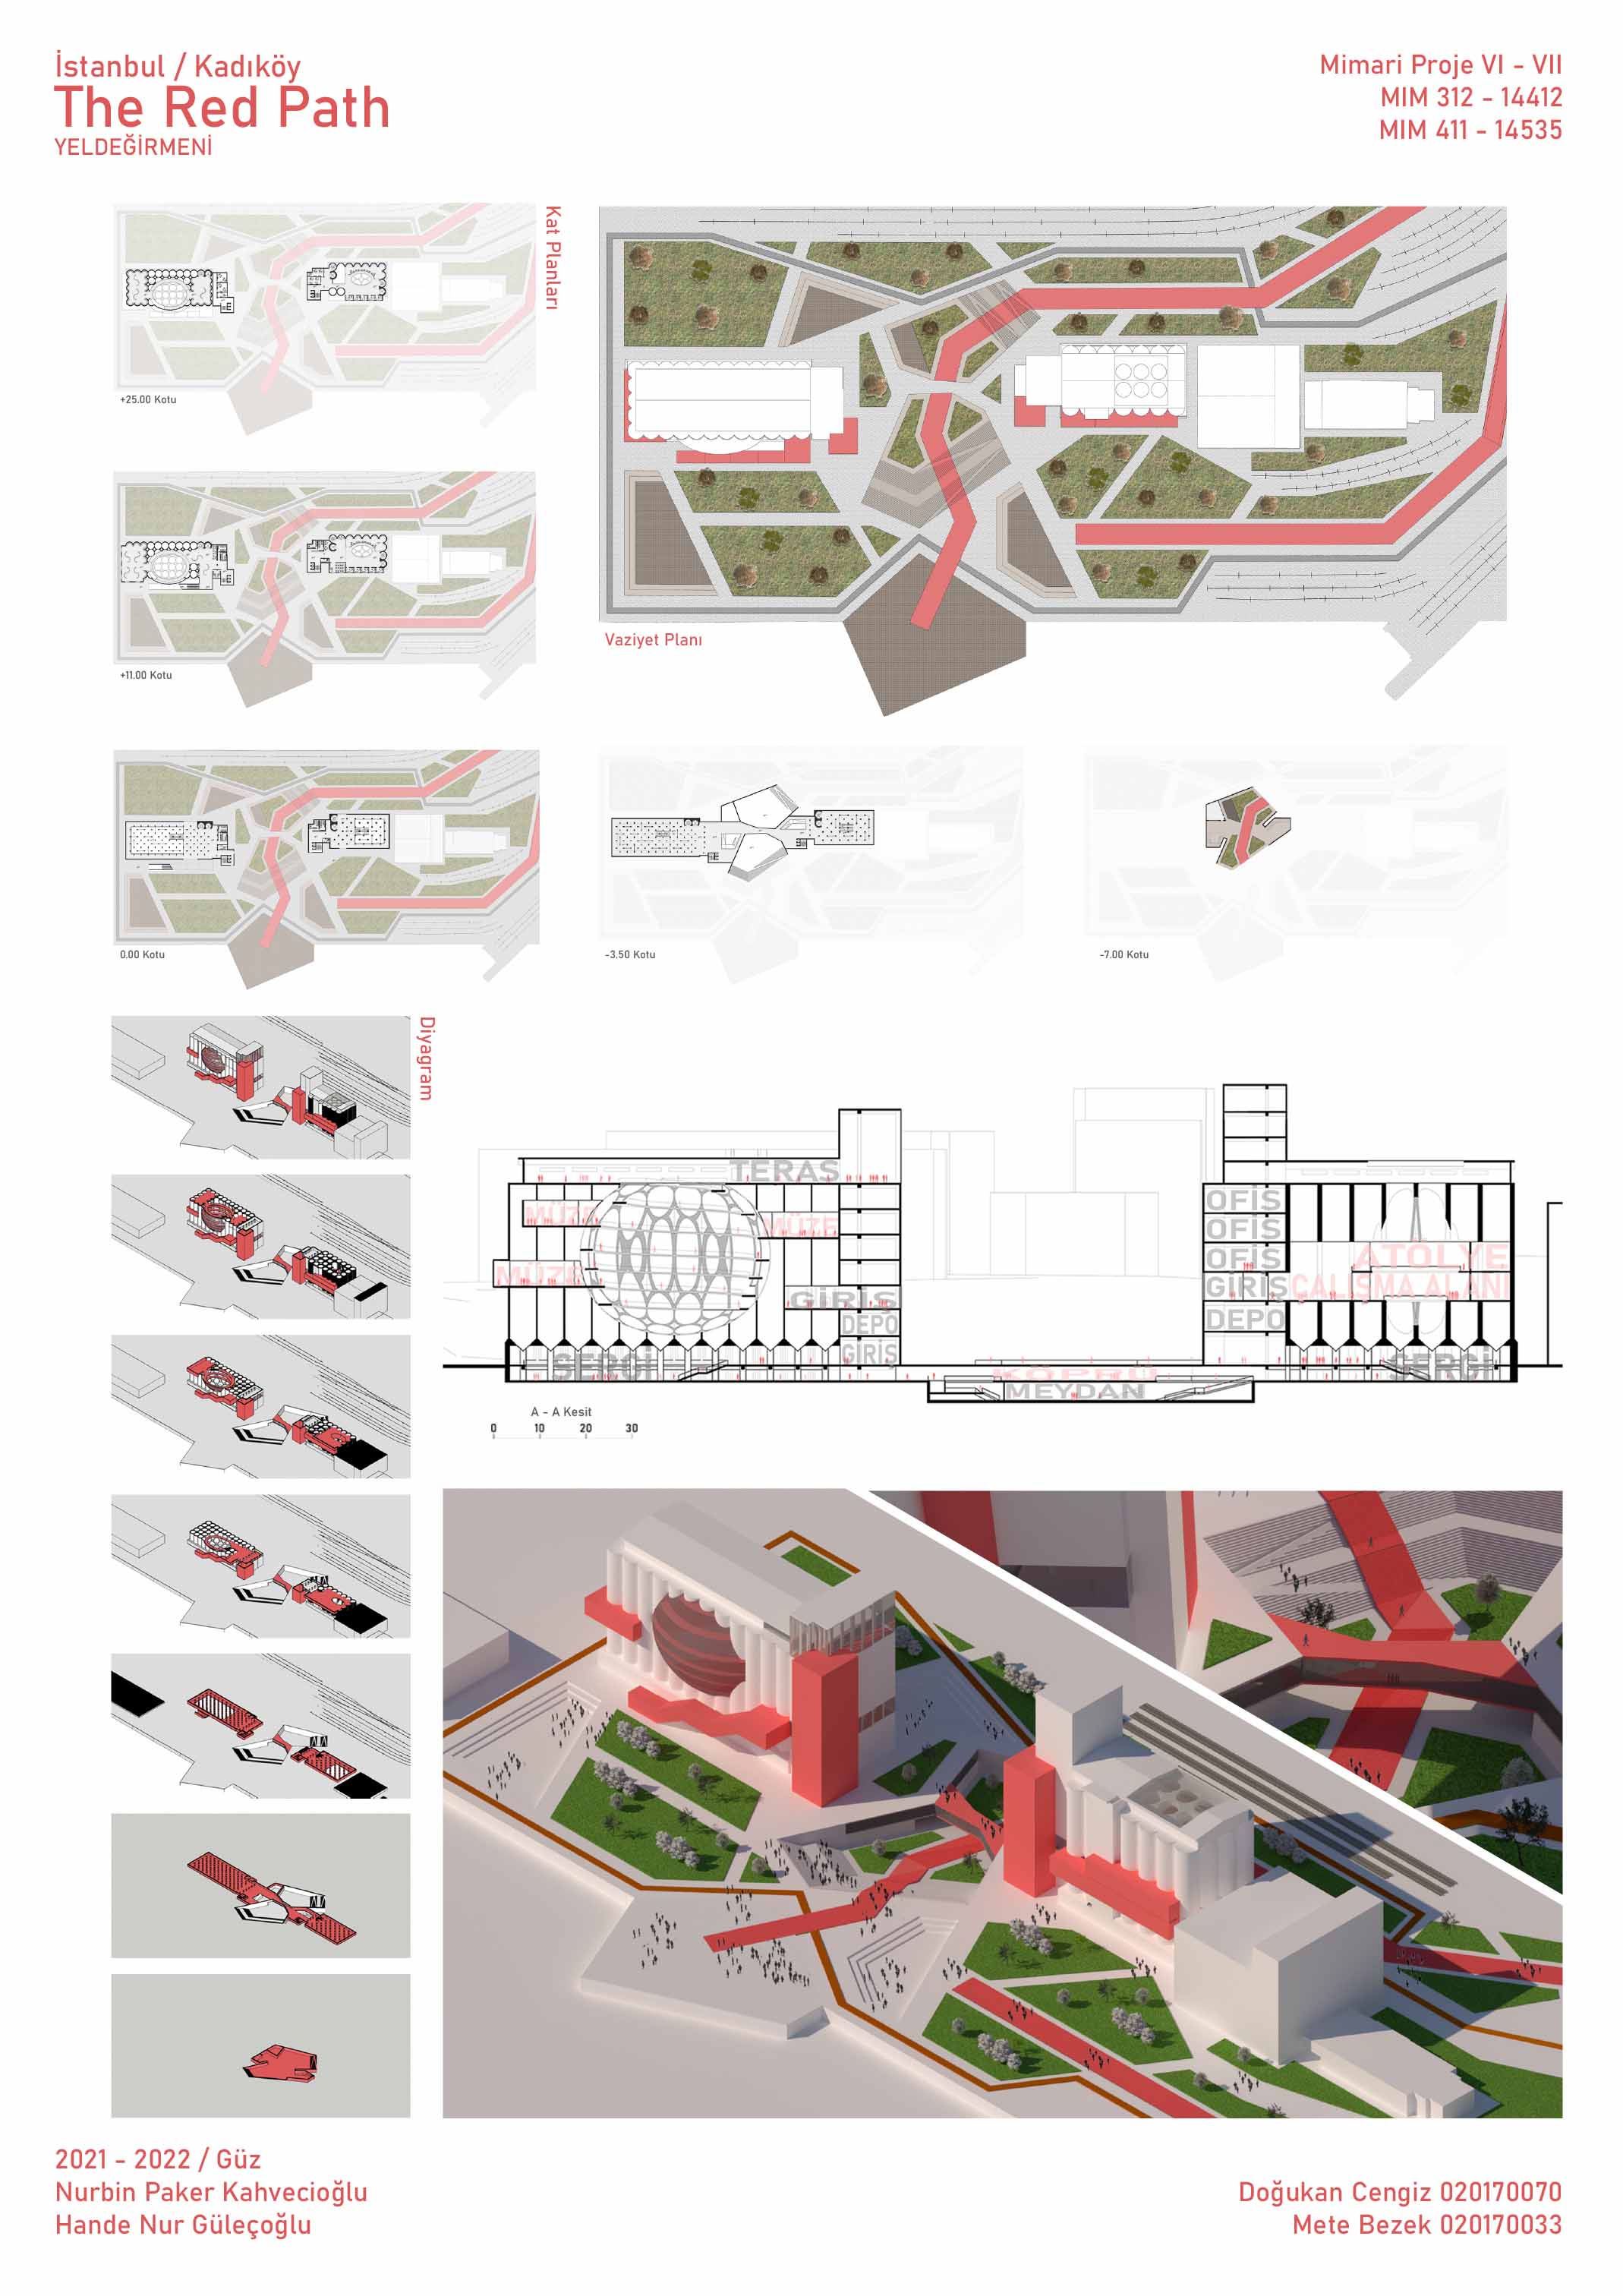 İstanbul / Kadıköy
The Red Path
YELDEĞİRMENİ
Mimari Proje VI - VII
MIM 312 - 14412
MIM 411 - 14535
Kat Planları
+25.00 Kotu
+11.00 Kotu
Vaziyet Planı
0.00 Kotu
-3.50 Kotu
-7.00 Kotu
Diyagram
TERAS
MÜZE
MÜZE
MÜZE
GİRİŞ
DEPO
GİRİŞ
SERGİ
KÖPRÜ
MEYDAN
OFİS
OFİS
OFİS
GİRİŞ
DEPO
ATÖLYE
ÇALIŞMA ALANI
SERGİ
A - A Kesit
0 10 20 30
2021 - 2022 / Güz
Nurbin Paker Kahvecioğlu
Hande Nur Güleçoğlu
Doğukan Cengiz 020170070
Mete Bezek 020170033